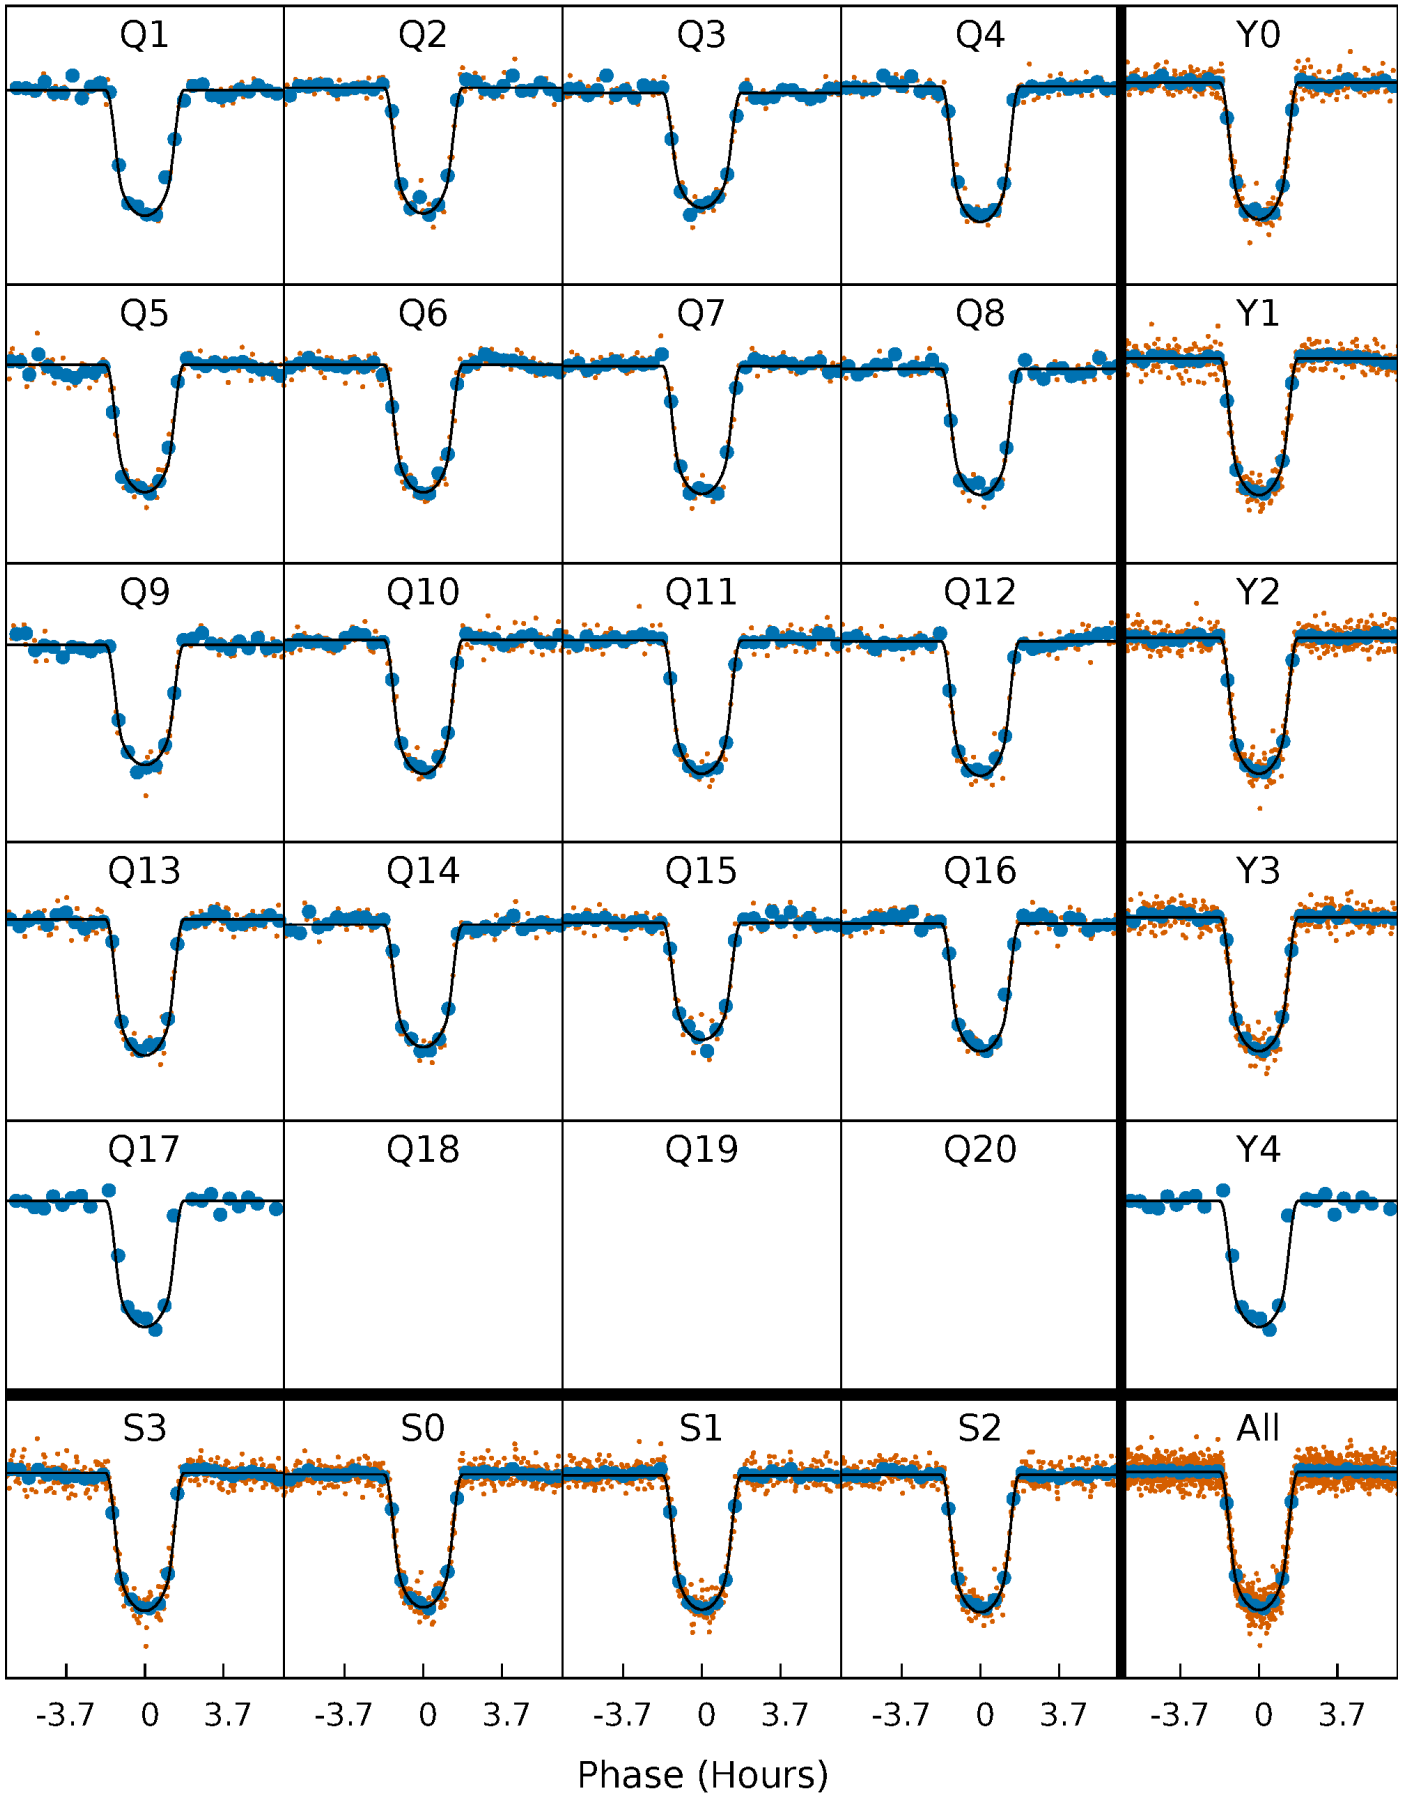 Q1 Q2 Q3 Q4 Y0
Q5 Q6 Q7 Q8 Y1
Q9 Q10 Q11 Q12 Y2
Q13 Q14 Q15 Q16 Y3
Q17 Q18 Q19 Q20 Y4
S3 S0 S1 S2 All
-3.7 0 3.7 -3.7 0 3.7 -3.7 0 3.7 -3.7 0 3.7 -3.7 0 3.7
Phase (Hours)